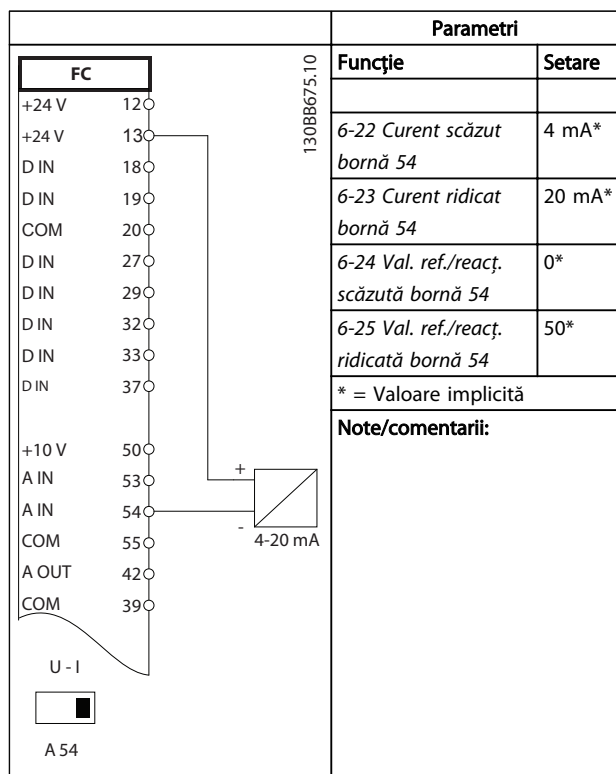 Parametri
FC
130BB675.10
Funcție Setare
+24 V 12
+24 V 13
D IN 18
D IN 19
COM 20
D IN 27
D IN 29
D IN 32
D IN 33
D IN 37
+10 V 50
A IN 53
A IN 54
COM 55
A OUT 42
COM 39
+
-
4-20 mA
U - I
A 54
6-22 Curent scăzut 4 mA*
bornă 54
6-23 Curent ridicat 20 mA*
bornă 54
6-24 Val. ref./reacț. 0*
scăzută bornă 54
6-25 Val. ref./reacț. 50*
ridicată bornă 54
* = Valoare implicită
Note/comentarii: